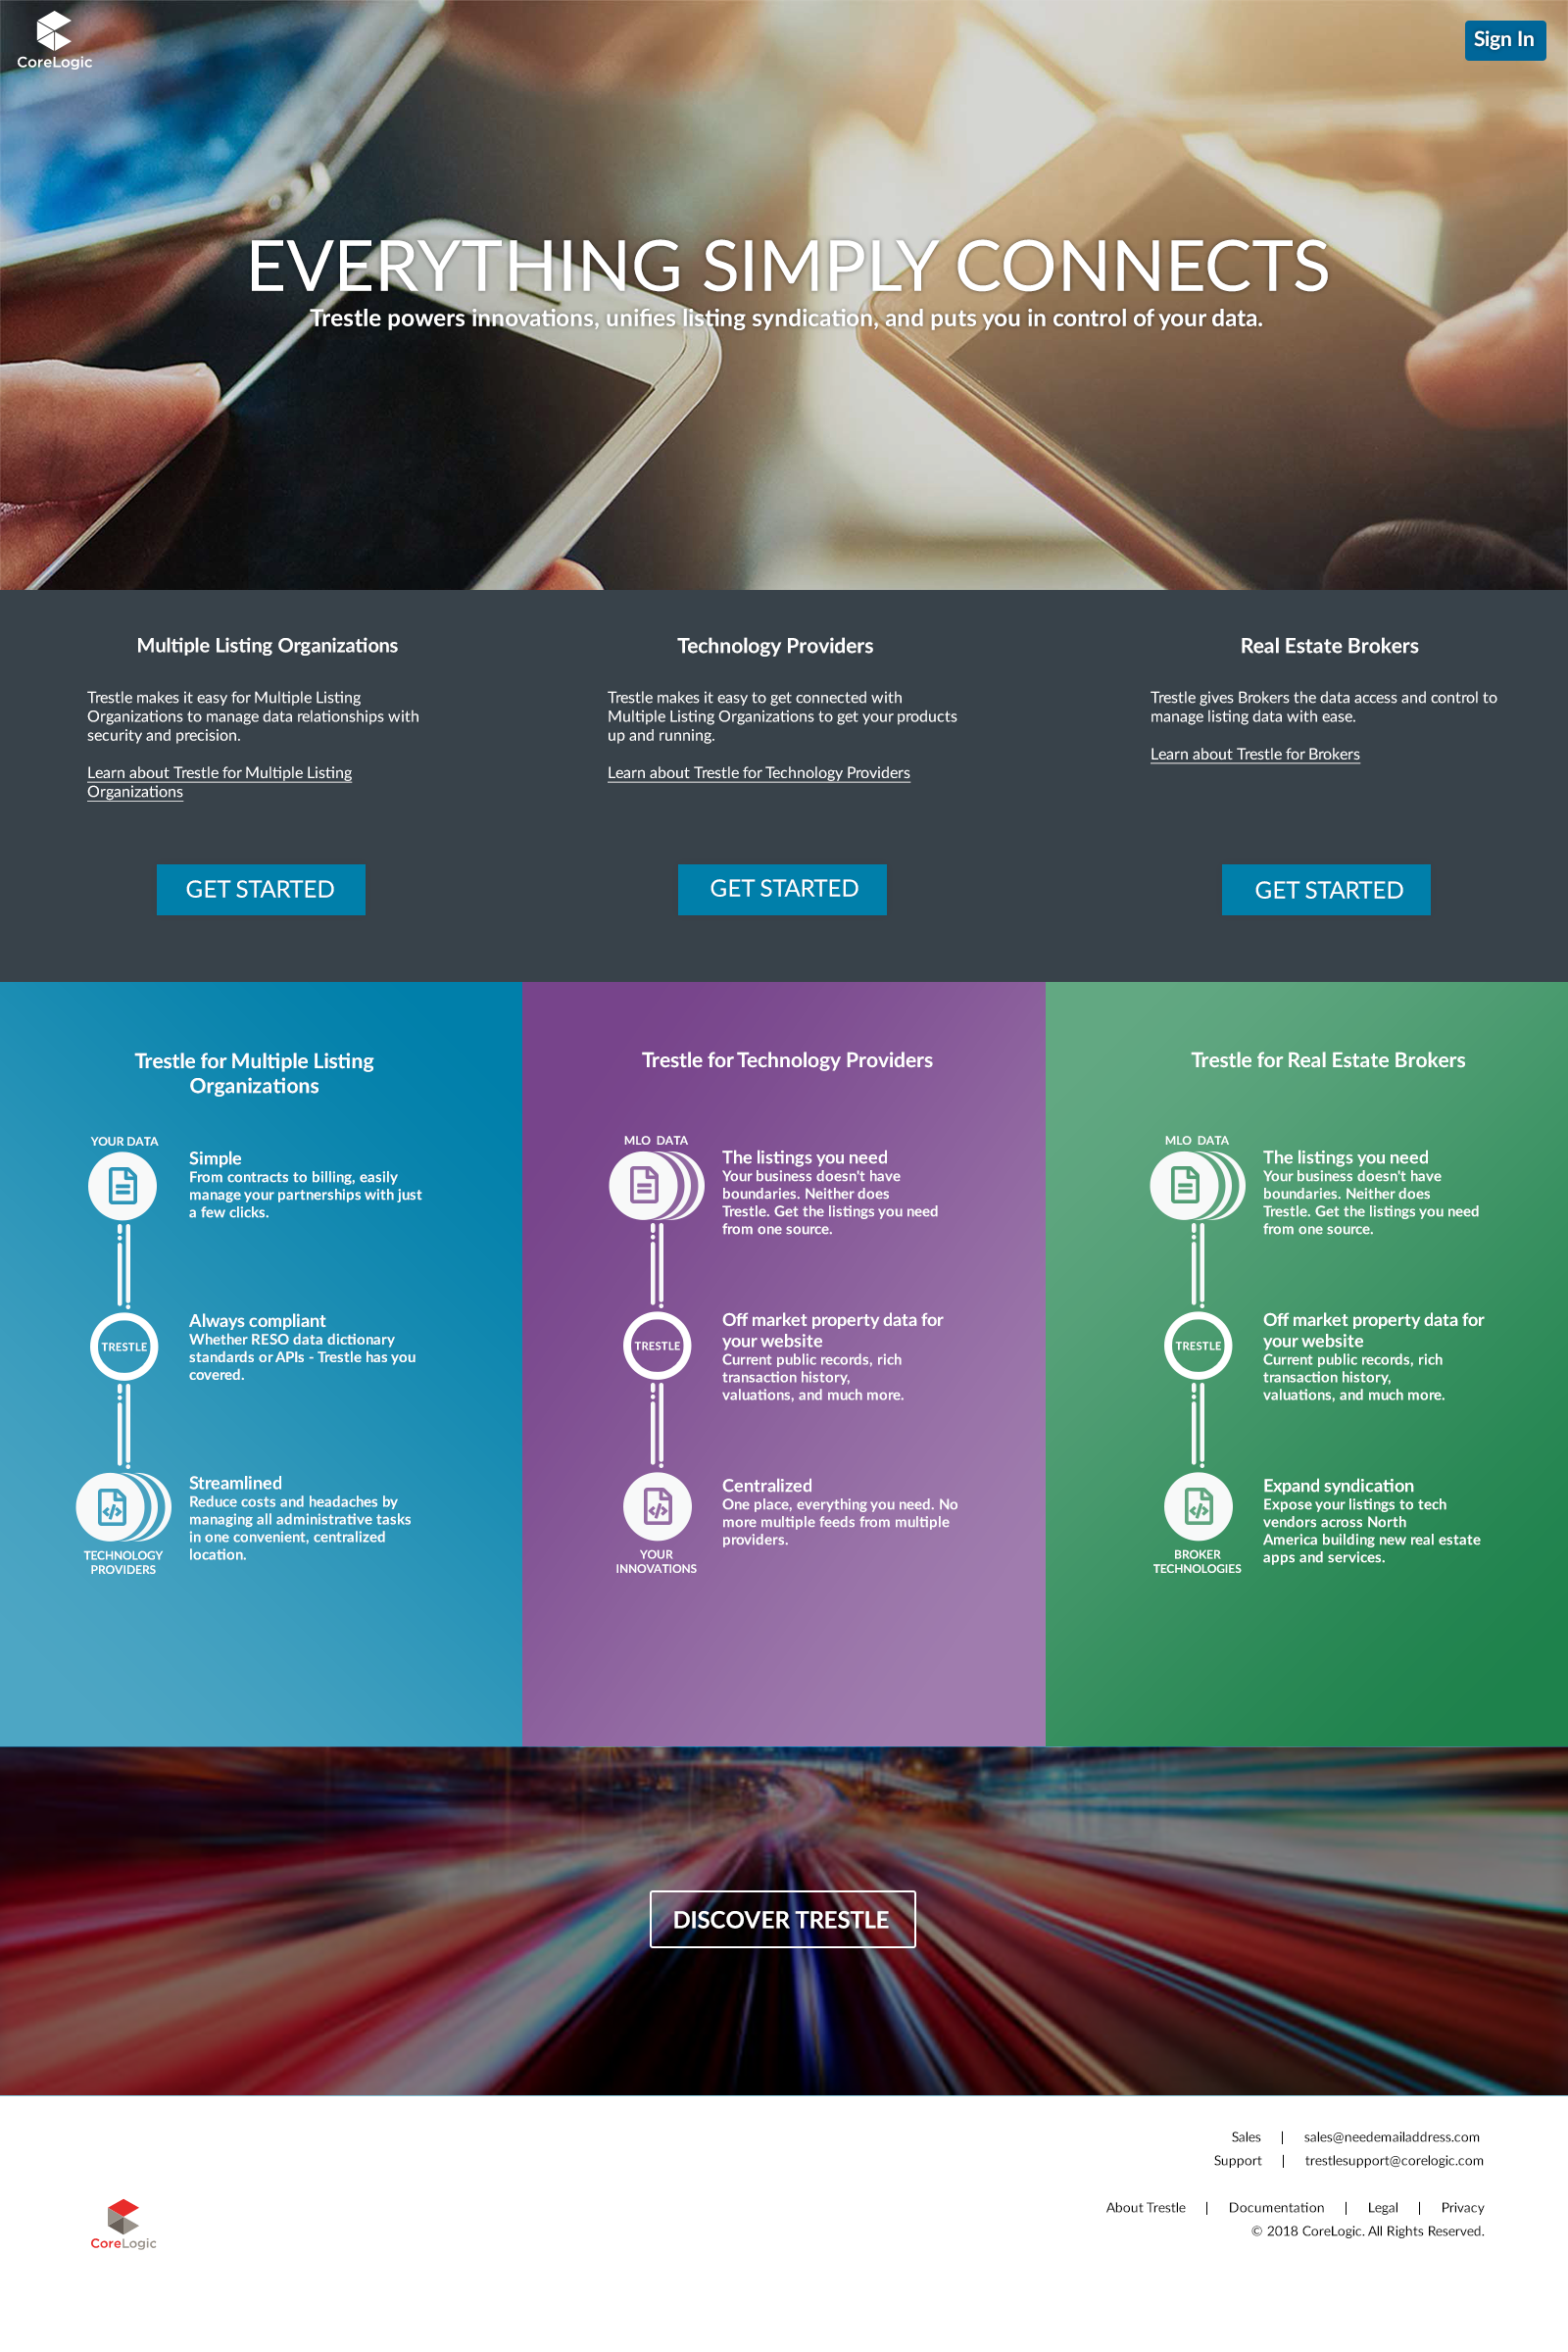 CoreLogic
Sign In
EVERYTHING SIMPLY CONNECTS
Trestle powers innovations, unifies listing syndication, and puts you in control of your data.
Multiple Listing Organizations
Trestle makes it easy for Multiple Listing
Organizations to manage data relationships with
security and precision.
Learn about Trestle for Multiple Listing
Organizations
GET STARTED
Technology Providers
Trestle makes it easy to get connected with
Multiple Listing Organizations to get your products
up and running.
Learn about Trestle for Technology Providers
GET STARTED
Real Estate Brokers
Trestle gives Brokers the data access and control to
manage listing data with ease.
Learn about Trestle for Brokers
GET STARTED
Trestle for Multiple Listing
Organizations
YOUR DATA
Simple
From contracts to billing, easily
manage your partnerships with just
a few clicks.
TRESTLE
Always compliant
Whether RESO data dictionary
standards or APIs - Trestle has you
covered.
Streamlined
Reduce costs and headaches by
managing all administrative tasks
in one convenient, centralized
location.
TECHNOLOGY
PROVIDERS
Trestle for Technology Providers
MLO DATA
The listings you need
Your business doesn't have
boundaries. Neither does
Trestle. Get the listings you need
from one source.
TRESTLE
Off market property data for
your website
Current public records, rich
transaction history,
valuations, and much more.
Centralized
One place, everything you need. No
more multiple feeds from multiple
providers.
YOUR
INNOVATIONS
Trestle for Real Estate Brokers
MLO DATA
The listings you need
Your business doesn't have
boundaries. Neither does
Trestle. Get the listings you need
from one source.
TRESTLE
Off market property data for
your website
Current public records, rich
transaction history,
valuations, and much more.
Expand syndication
Expose your listings to tech
vendors across North
America building new real estate
apps and services.
BROKER
TECHNOLOGIES
DISCOVER TRESTLE
Sales | sales@needemailaddress.com
Support | trestlesupport@corelogic.com
About Trestle | Documentation | Legal | Privacy
© 2018 CoreLogic. All Rights Reserved.
CoreLogic